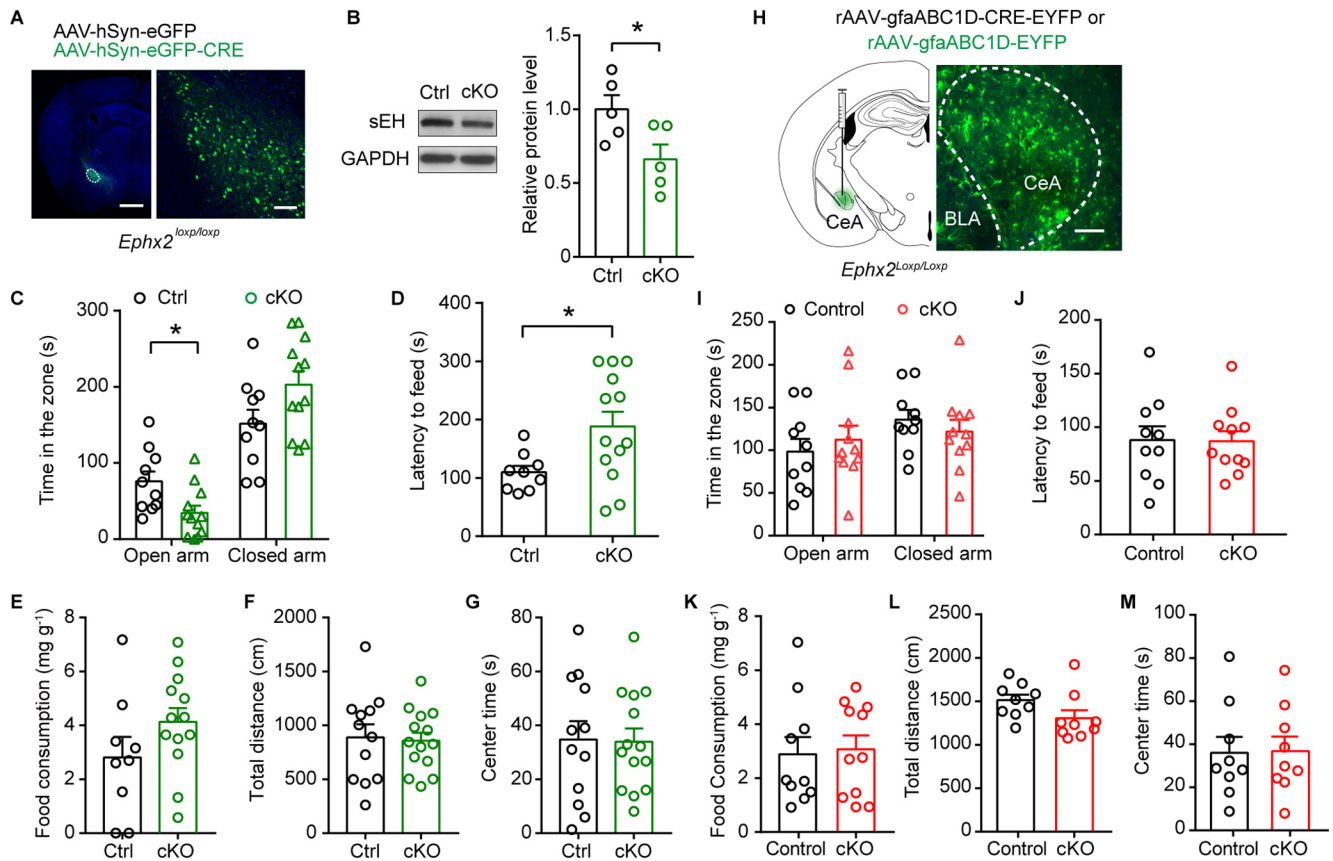 A
AAV-hSyn-eGFP
AAV-hSyn-eGFP-CRE
Ephx2 loxp/loxp
B
Ctrl cKO
sEH
GAPDH
Relative protein level
1.5
1.0
0.5
0
*
Ctrl cKO
H
rAAV-gfaABC1D-CRE-EYFP or
rAAV-gfaABC1D-EYFP
CeA
CeA
BLA
Ephx2 Loxp/Loxp
C
Ctrl cKO
Time in the zone (s)
300
200
100
0
*
Open arm Closed arm
D
Latency to feed (s)
400
300
200
100
0
*
Ctrl cKO
I
Control cKO
Time in the zone (s)
250
200
150
100
50
0
Open arm Closed arm
J
Latency to feed (s)
200
150
100
50
0
Control cKO
E
Food consumption (mg g-1)
8
6
4
2
0
Ctrl cKO
F
Total distance (cm)
2000
1500
1000
500
0
Ctrl cKO
G
Center time (s)
80
60
40
20
0
Ctrl cKO
K
Food Consumption (mg g-1)
8
6
4
2
0
Control cKO
L
Total distance (cm)
2500
2000
1500
1000
500
0
Control cKO
M
Center time (s)
100
80
60
40
20
0
Control cKO